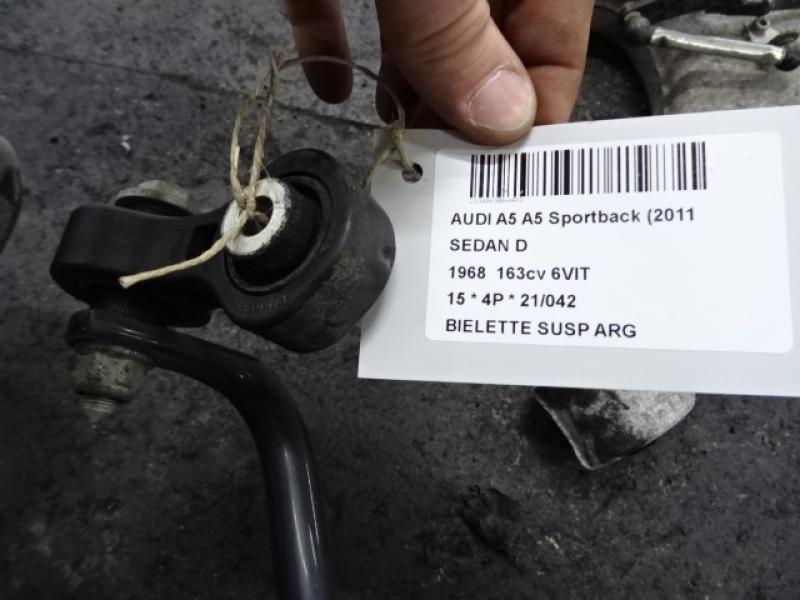 AUDI A5 A5 Sportback (2011
SEDAN D
1968 163cv 6VIT
15 * 4P * 21/042
BIELETTE SUSP ARG